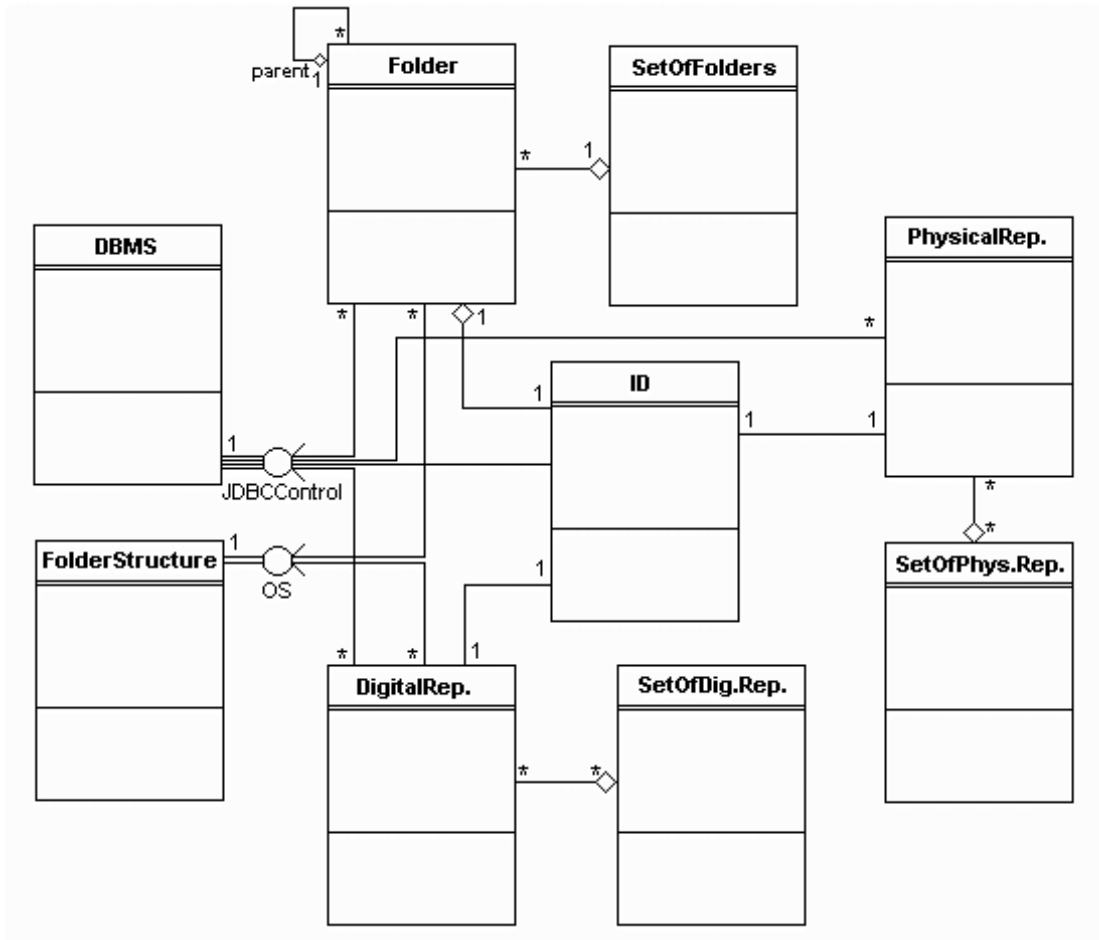 *
parent 1
Folder
SetOfFolders
* 1
DBMS
PhysicalRep.
* * 1 *
1 ID
1 1 1
JDBCControl
* *
FolderStructure 1
OS
SetOfPhys.Rep.
1
* * 1
DigitalRep.
SetOfDig.Rep.
* *